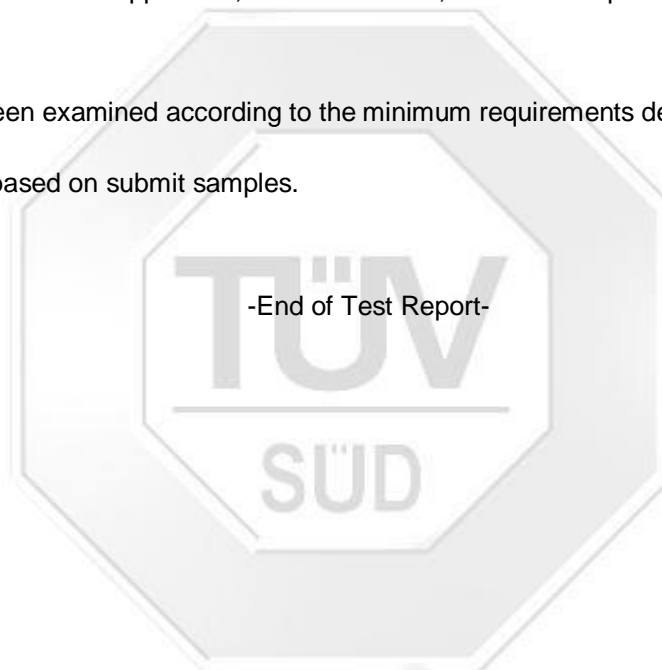 een examined according to the minimum requirements de
based on submit samples.
TÜV
-End of Test Report-
SÜD